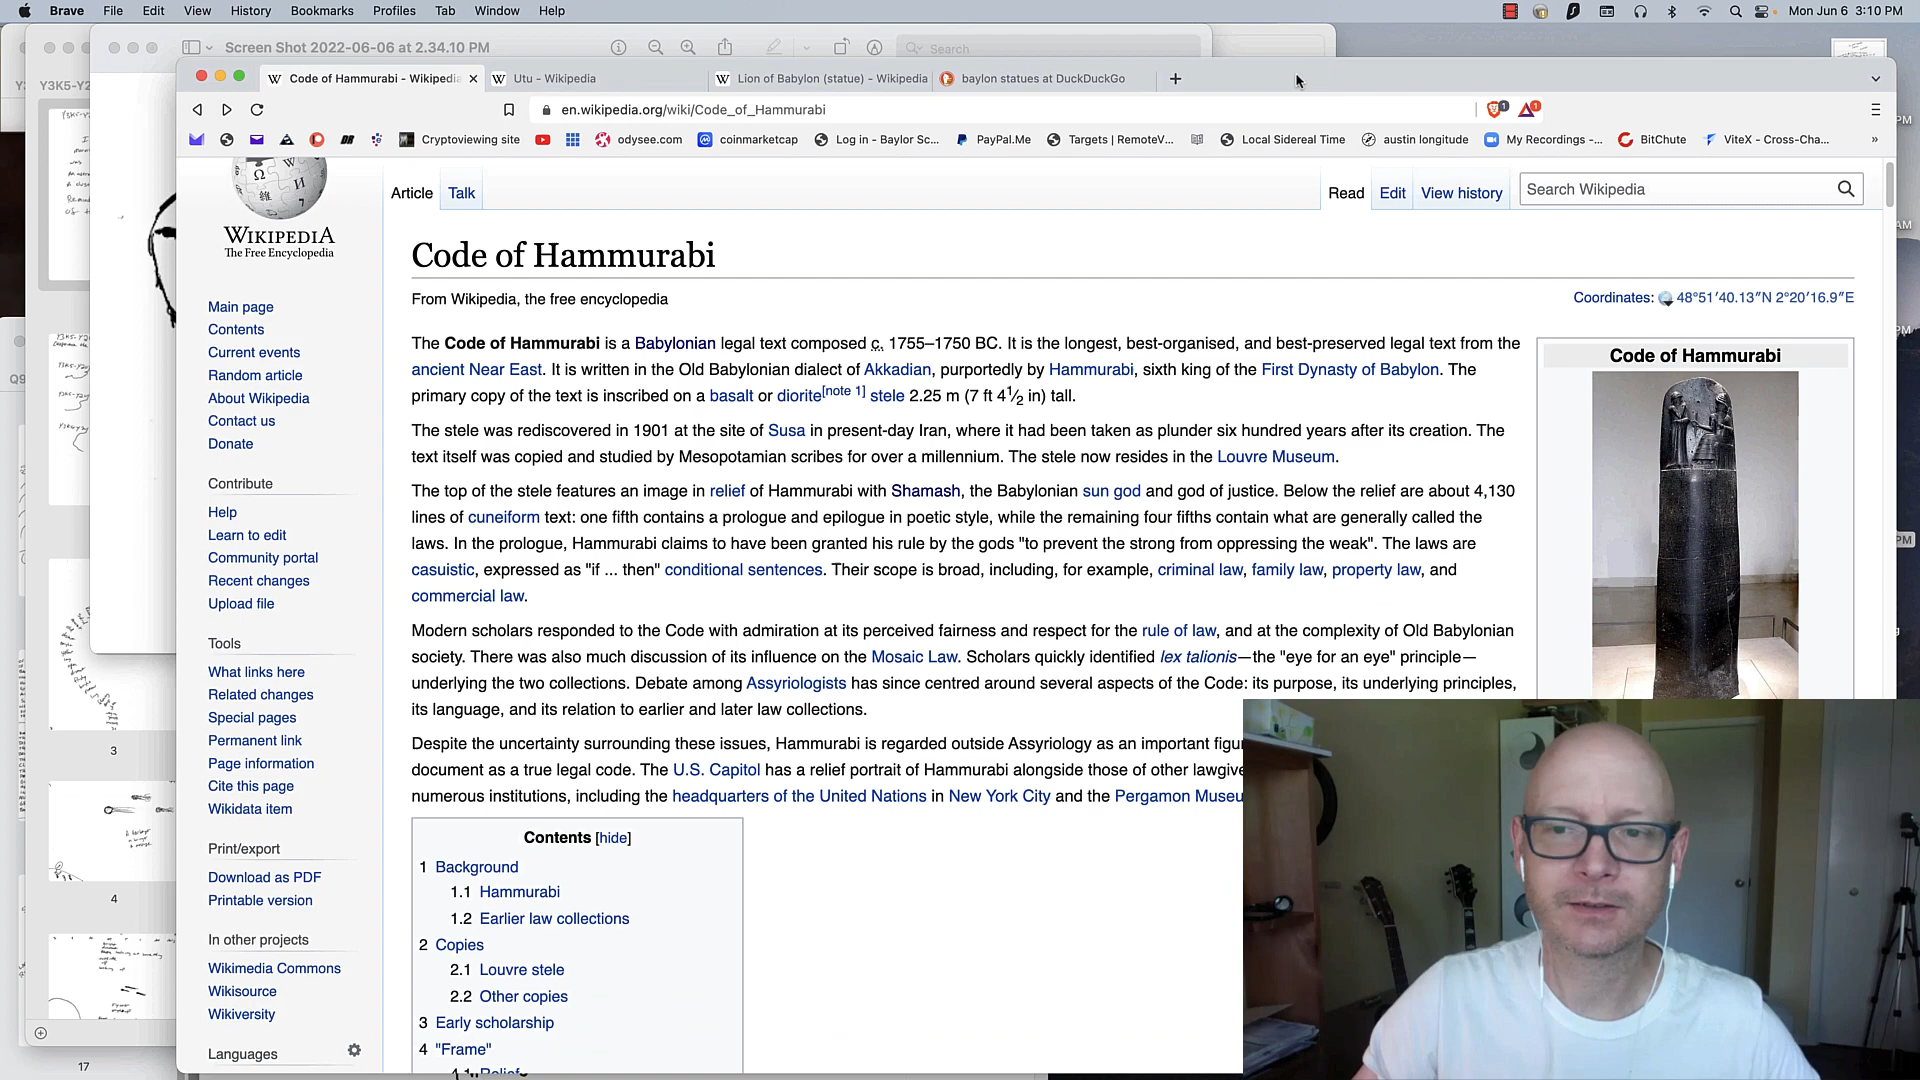 Brave File Edit View History Bookmarks Profiles Tab Window Help Mon Jun 6 3:10 PM
Screen Shot 2022-06-06 at 2.34.10 PM Search
Code of Hammurabi - Wikipedia Utu - Wikipedia Lion of Babylon (statue) - Wikipedia baylon statues at DuckDuckGo
en.wikipedia.org/wiki/Code_of_Hammurabi
Cryptoviewing site odysee.com coinmarketcap Log in - Baylor Sc... PayPal.Me Targets | RemoteV... Local Sidereal Time austin longitude My Recordings -... BitChute ViteX - Cross-Cha...
WIKIPEDIA
The Free Encyclopedia
Main page
Contents
Current events
Random article
About Wikipedia
Contact us
Donate
Contribute
Help
Learn to edit
Community portal
Recent changes
Upload file
Tools
What links here
Related changes
Special pages
Permanent link
Page information
Cite this page
Wikidata item
Print/export
Download as PDF
Printable version
In other projects
Wikimedia Commons
Wikisource
Wikiversity
Languages
Article Talk Read Edit View history Search Wikipedia
Code of Hammurabi
From Wikipedia, the free encyclopedia
Coordinates: 48°51′40.13″N 2°20′16.9″E
The Code of Hammurabi is a Babylonian legal text composed c. 1755–1750 BC. It is the longest, best-organised, and best-preserved legal text from the
ancient Near East. It is written in the Old Babylonian dialect of Akkadian, purportedly by Hammurabi, sixth king of the First Dynasty of Babylon. The
primary copy of the text is inscribed on a basalt or diorite[note 1] stele 2.25 m (7 ft 4½ in) tall.
The stele was rediscovered in 1901 at the site of Susa in present-day Iran, where it had been taken as plunder six hundred years after its creation. The
text itself was copied and studied by Mesopotamian scribes for over a millennium. The stele now resides in the Louvre Museum.
The top of the stele features an image in relief of Hammurabi with Shamash, the Babylonian sun god and god of justice. Below the relief are about 4,130
lines of cuneiform text: one fifth contains a prologue and epilogue in poetic style, while the remaining four fifths contain what are generally called the
laws. In the prologue, Hammurabi claims to have been granted his rule by the gods "to prevent the strong from oppressing the weak". The laws are
casuistic, expressed as "if ... then" conditional sentences. Their scope is broad, including, for example, criminal law, family law, property law, and
commercial law.
Modern scholars responded to the Code with admiration at its perceived fairness and respect for the rule of law, and at the complexity of Old Babylonian
society. There was also much discussion of its influence on the Mosaic Law. Scholars quickly identified lex talionis—the "eye for an eye" principle—
underlying the two collections. Debate among Assyriologists has since centred around several aspects of the Code: its purpose, its underlying principles,
its language, and its relation to earlier and later law collections.
Despite the uncertainty surrounding these issues, Hammurabi is regarded outside Assyriology as an important figu
document as a true legal code. The U.S. Capitol has a relief portrait of Hammurabi alongside those of other lawgive
numerous institutions, including the headquarters of the United Nations in New York City and the Pergamon Museu
Code of Hammurabi
Contents [hide]
1 Background
1.1 Hammurabi
1.2 Earlier law collections
2 Copies
2.1 Louvre stele
2.2 Other copies
3 Early scholarship
4 "Frame"
3
4
17